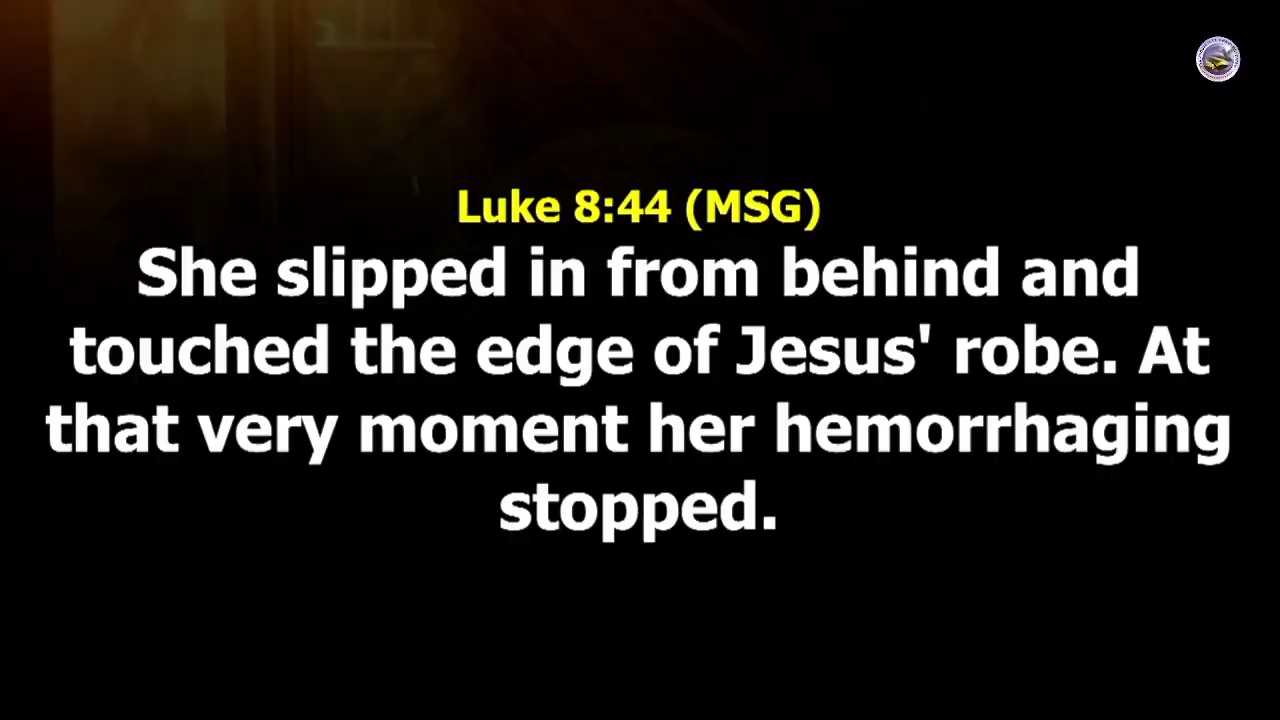 Luke 8:44 (MSG)
She slipped in from behind and
touched the edge of Jesus' robe. At
that very moment her hemorrhaging
stopped.